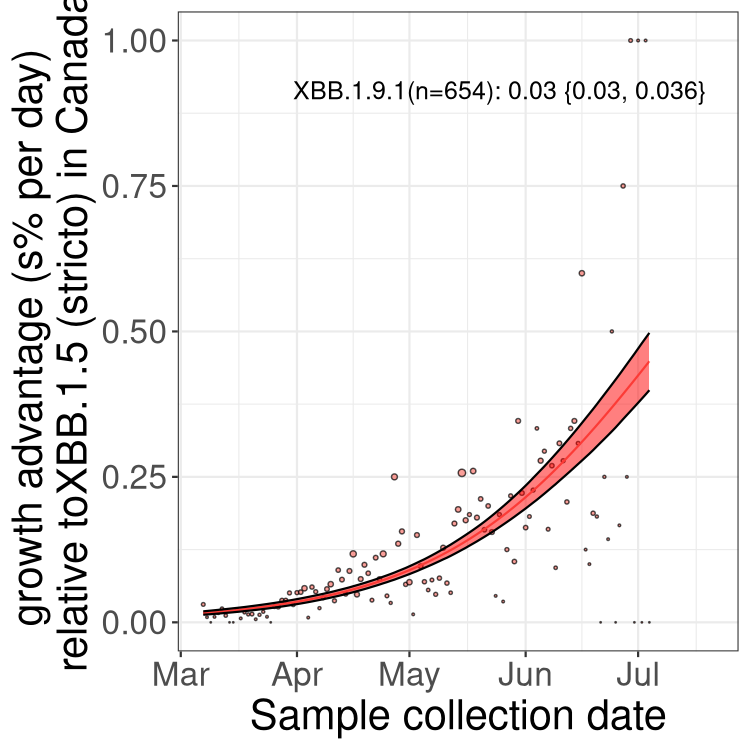 growth advantage (s% per day)
relative toXBB.1.5 (stricto) in Canada
1.00
0.75
0.50
0.25
0.00
XBB.1.9.1(n=654): 0.03 {0.03, 0.036}
Mar Apr May Jun Jul
Sample collection date